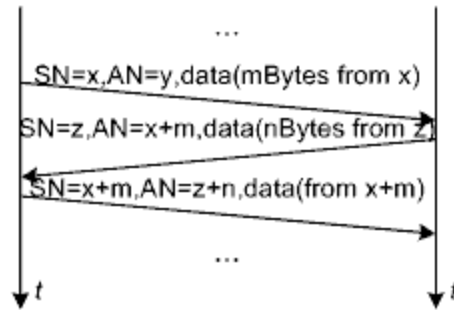 ...
SN=x,AN=y,data(mBytes from x)
SN=z,AN=x+m,data(nBytes from z)
SN=x+m,AN=z+n,data(from x+m)
...
t
t